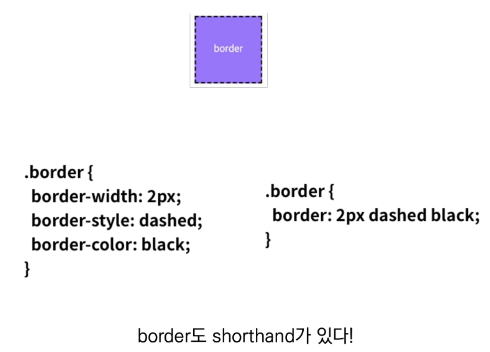 border
.border {
border-width: 2px;
border-style: dashed;
border-color: black;
}
.border {
border: 2px dashed black;
}
border도 shorthand가 있다!